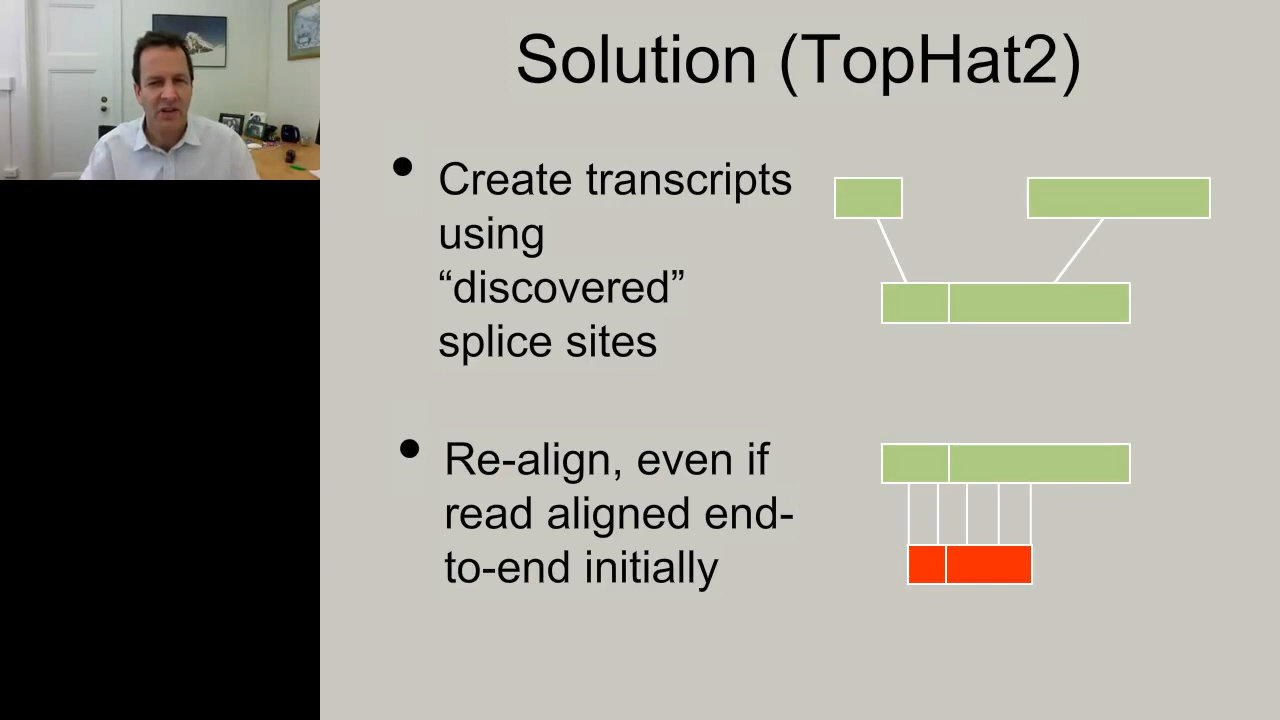 Solution (TopHat2)
• Create transcripts
using
“discovered”
splice sites
• Re-align, even if
read aligned end-
to-end initially